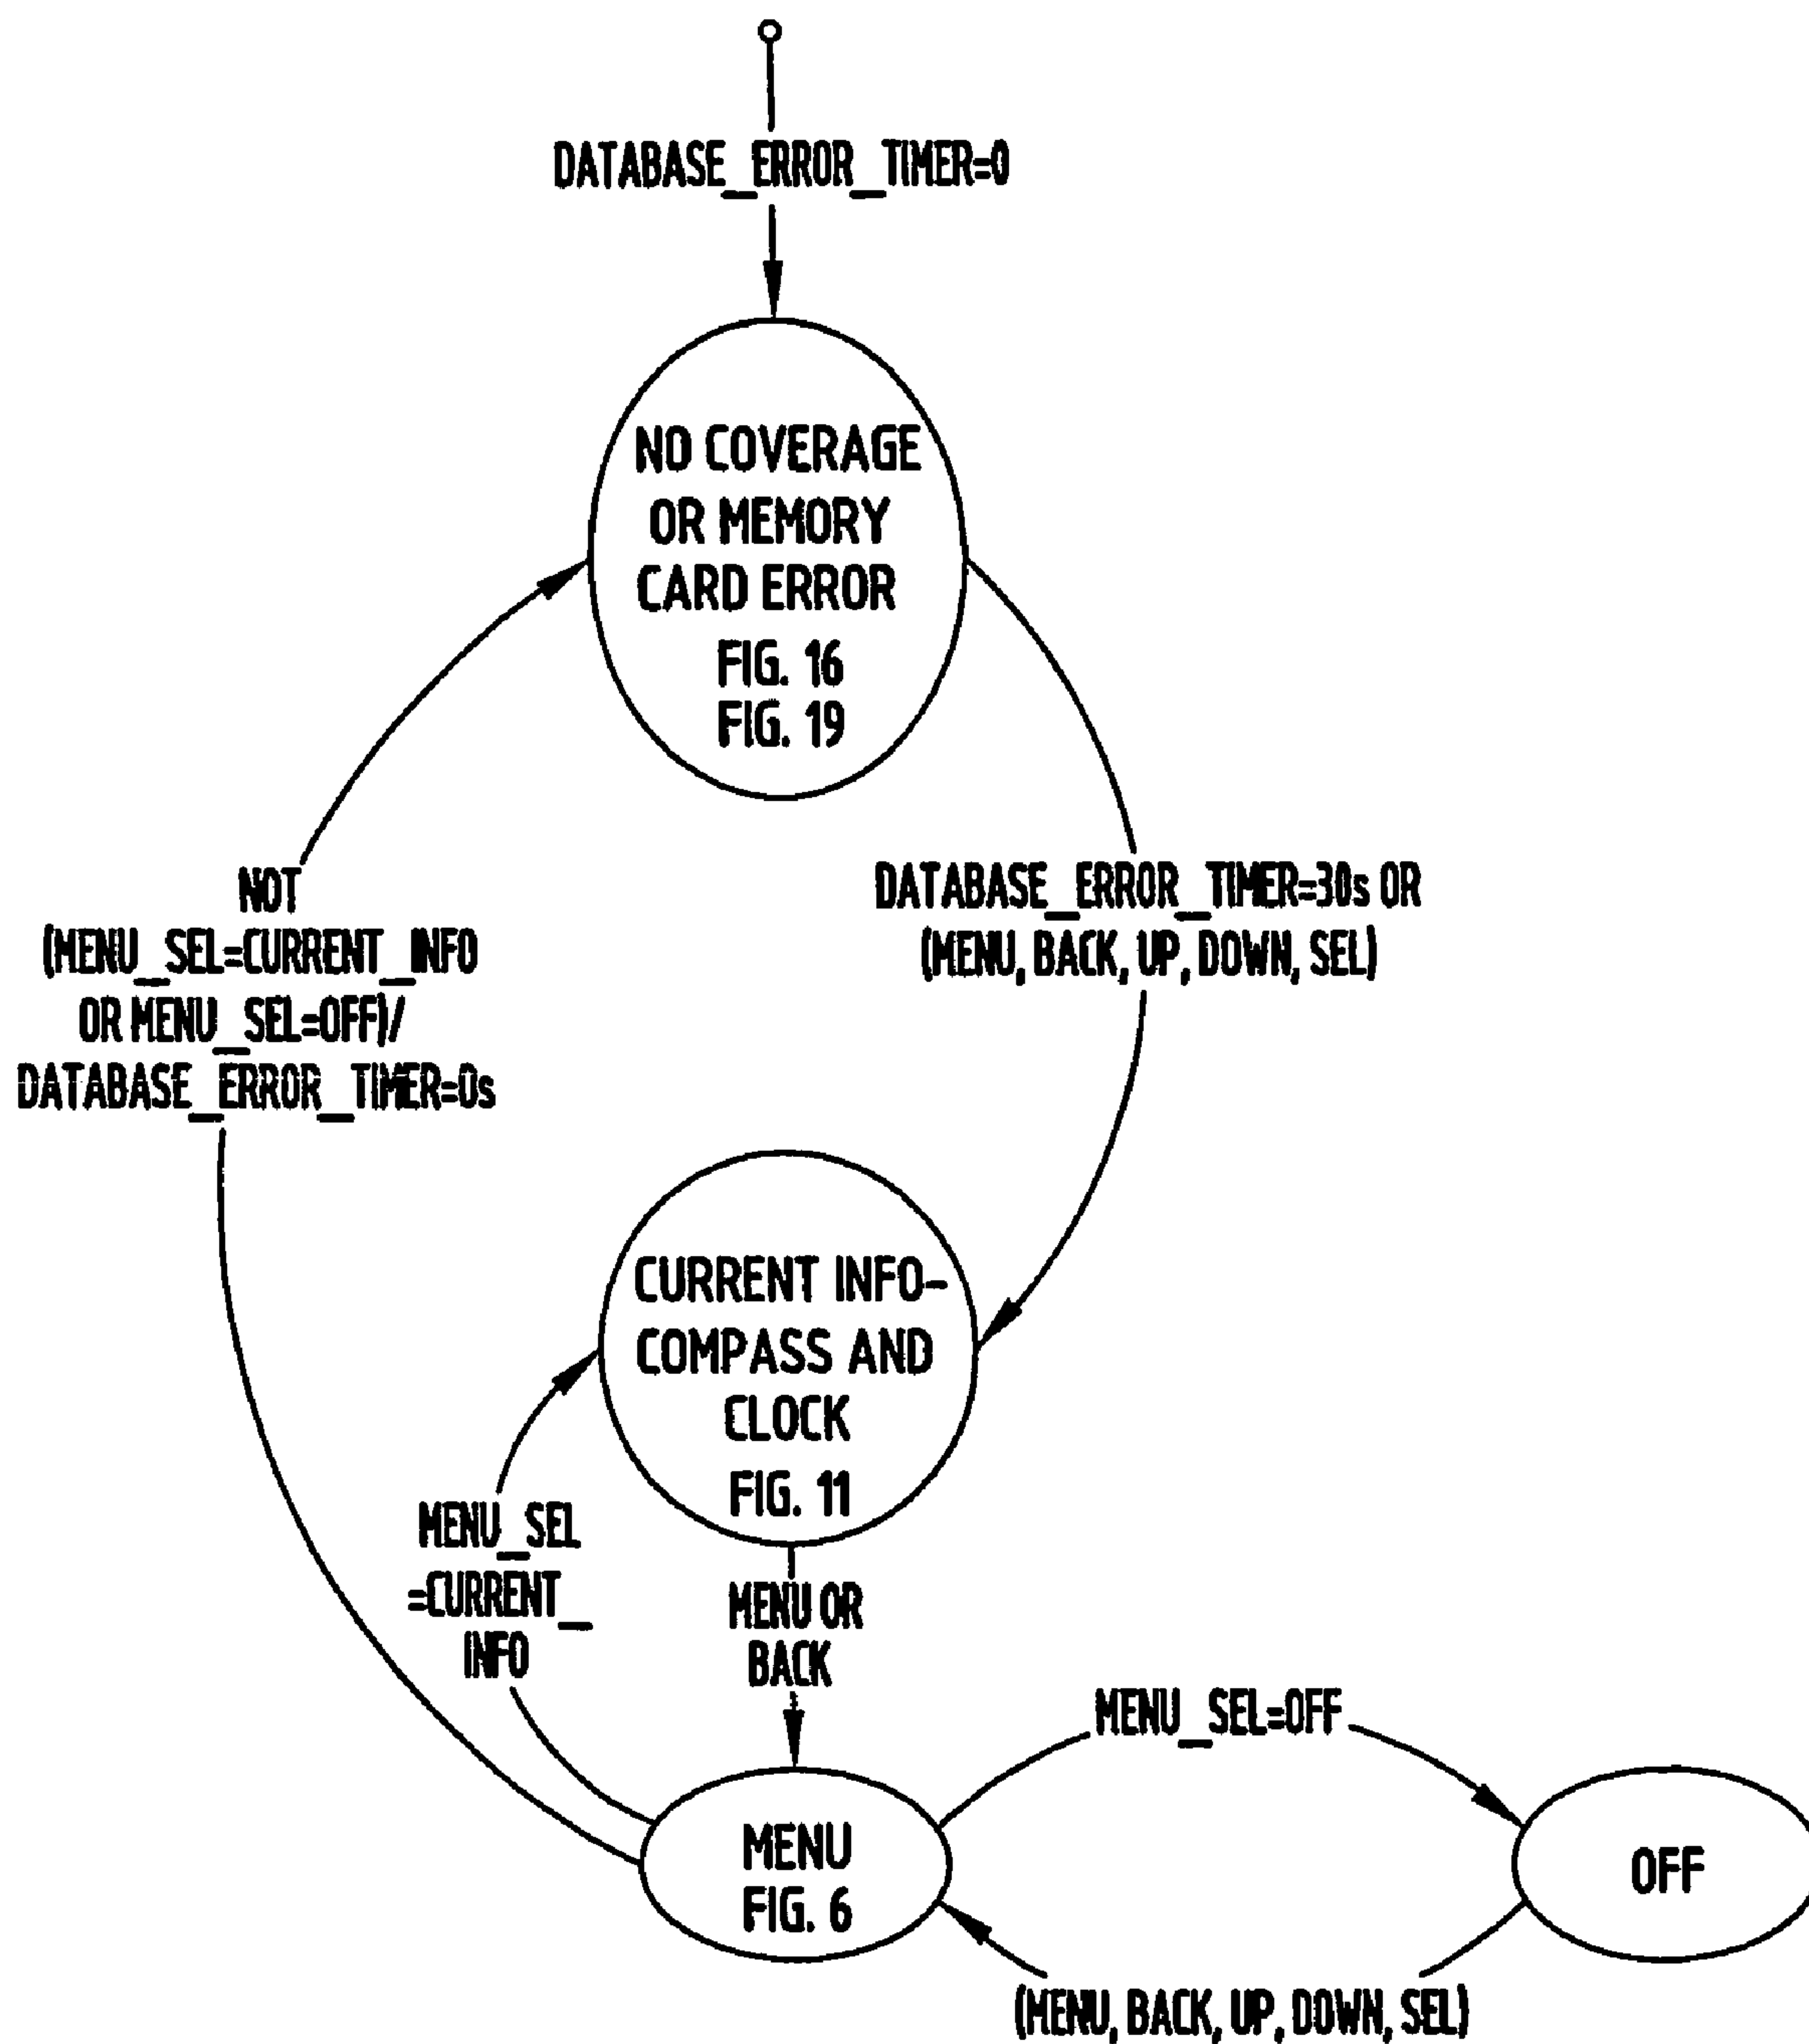 DATABASE_ERROR_TIMER=0
NO COVERAGE
OR MEMORY
CARD ERROR
FIG. 16
FIG. 19
NOT
(MENU_SEL=CURRENT_INFO
OR MENU_SEL=OFF)/
DATABASE_ERROR_TIMER=0s
DATABASE_ERROR_TIMER=30s OR
(MENU, BACK, UP, DOWN, SEL)
CURRENT INFO-
COMPASS AND
CLOCK
FIG. 11
MENU_SEL
=CURRENT_
INFO
MENU OR
BACK
MENU_SEL=OFF
MENU
FIG. 6
OFF
(MENU, BACK, UP, DOWN, SEL)